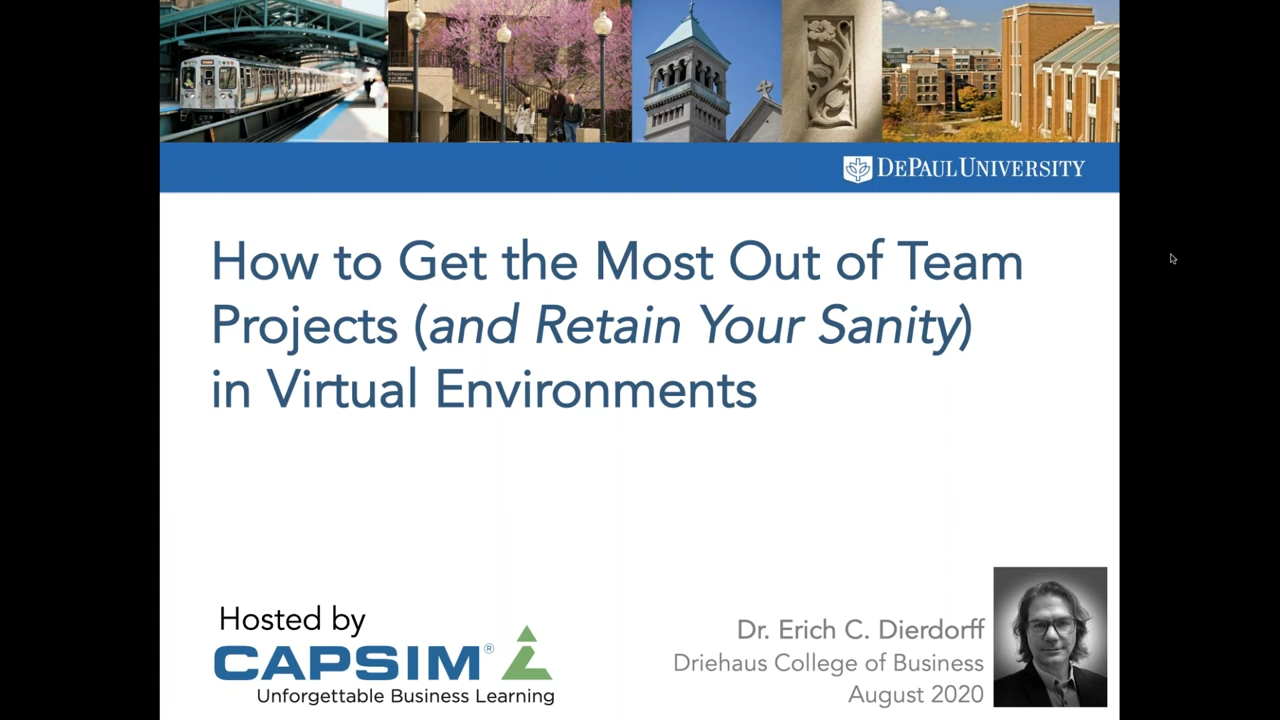 DEPAUL UNIVERSITY
How to Get the Most Out of Team
Projects (and Retain Your Sanity)
in Virtual Environments
Hosted by
CAPSIM®
Unforgettable Business Learning
Dr. Erich C. Dierdorff
Driehaus College of Business
August 2020